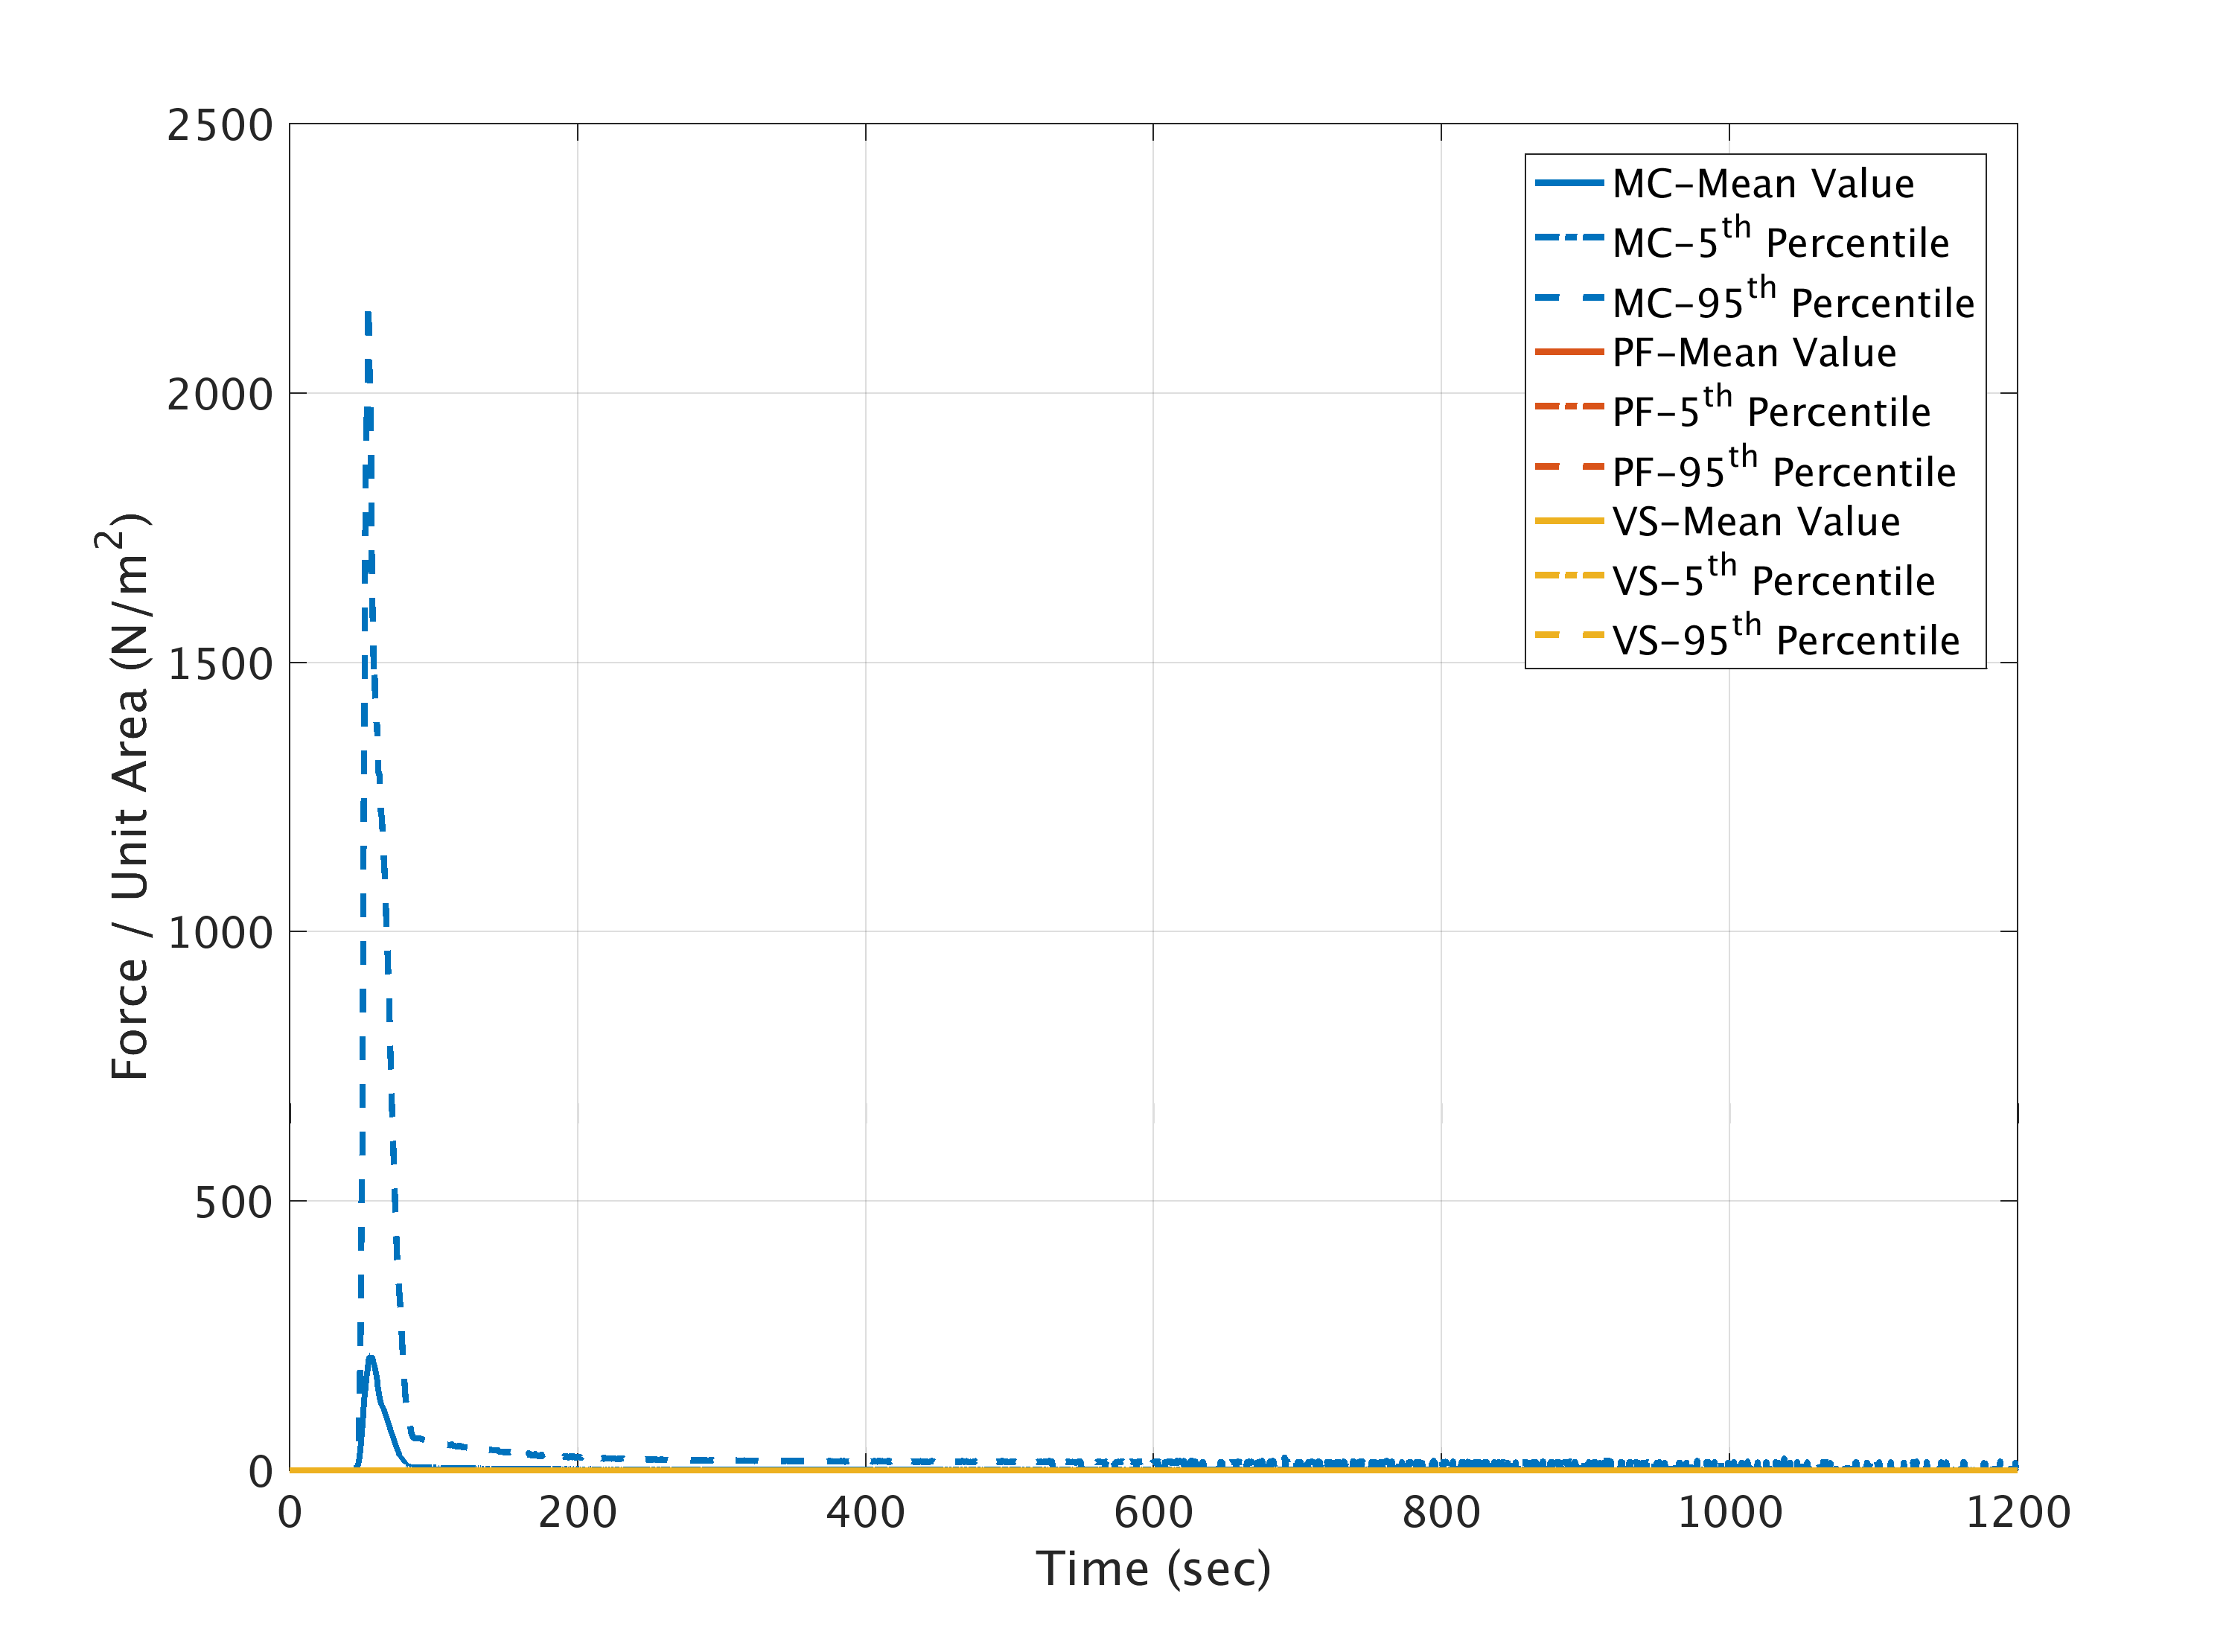 2500
2000
1500
1000
500
0
0 200 400 600 800 1000 1200
Time (sec)
Force / Unit Area (N/m²)
MC–Mean Value
MC–5ᵗʰ Percentile
MC–95ᵗʰ Percentile
PF–Mean Value
PF–5ᵗʰ Percentile
PF–95ᵗʰ Percentile
VS–Mean Value
VS–5ᵗʰ Percentile
VS–95ᵗʰ Percentile